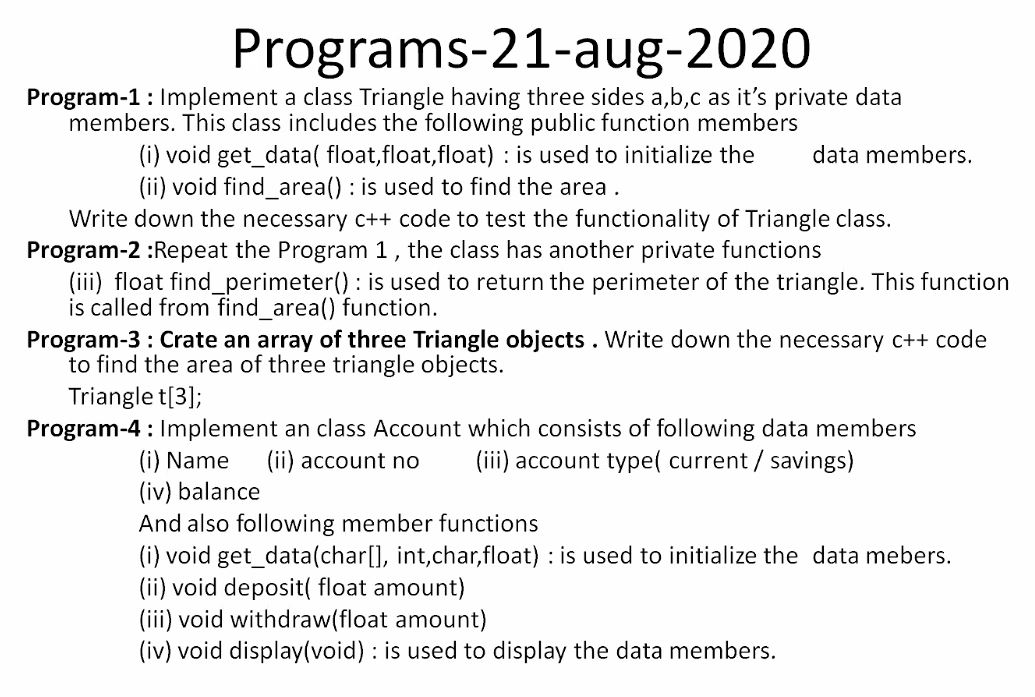 Programs-21-aug-2020
Program-1 : Implement a class Triangle having three sides a,b,c as it’s private data
members. This class includes the following public function members
(i) void get_data( float,float,float) : is used to initialize the data members.
(ii) void find_area() : is used to find the area .
Write down the necessary c++ code to test the functionality of Triangle class.
Program-2 :Repeat the Program 1 , the class has another private functions
(iii) float find_perimeter() : is used to return the perimeter of the triangle. This function
is called from find_area() function.
Program-3 : Crate an array of three Triangle objects . Write down the necessary c++ code
to find the area of three triangle objects.
Triangle t[3];
Program-4 : Implement an class Account which consists of following data members
(i) Name (ii) account no (iii) account type( current / savings)
(iv) balance
And also following member functions
(i) void get_data(char[], int,char,float) : is used to initialize the data mebers.
(ii) void deposit( float amount)
(iii) void withdraw(float amount)
(iv) void display(void) : is used to display the data members.